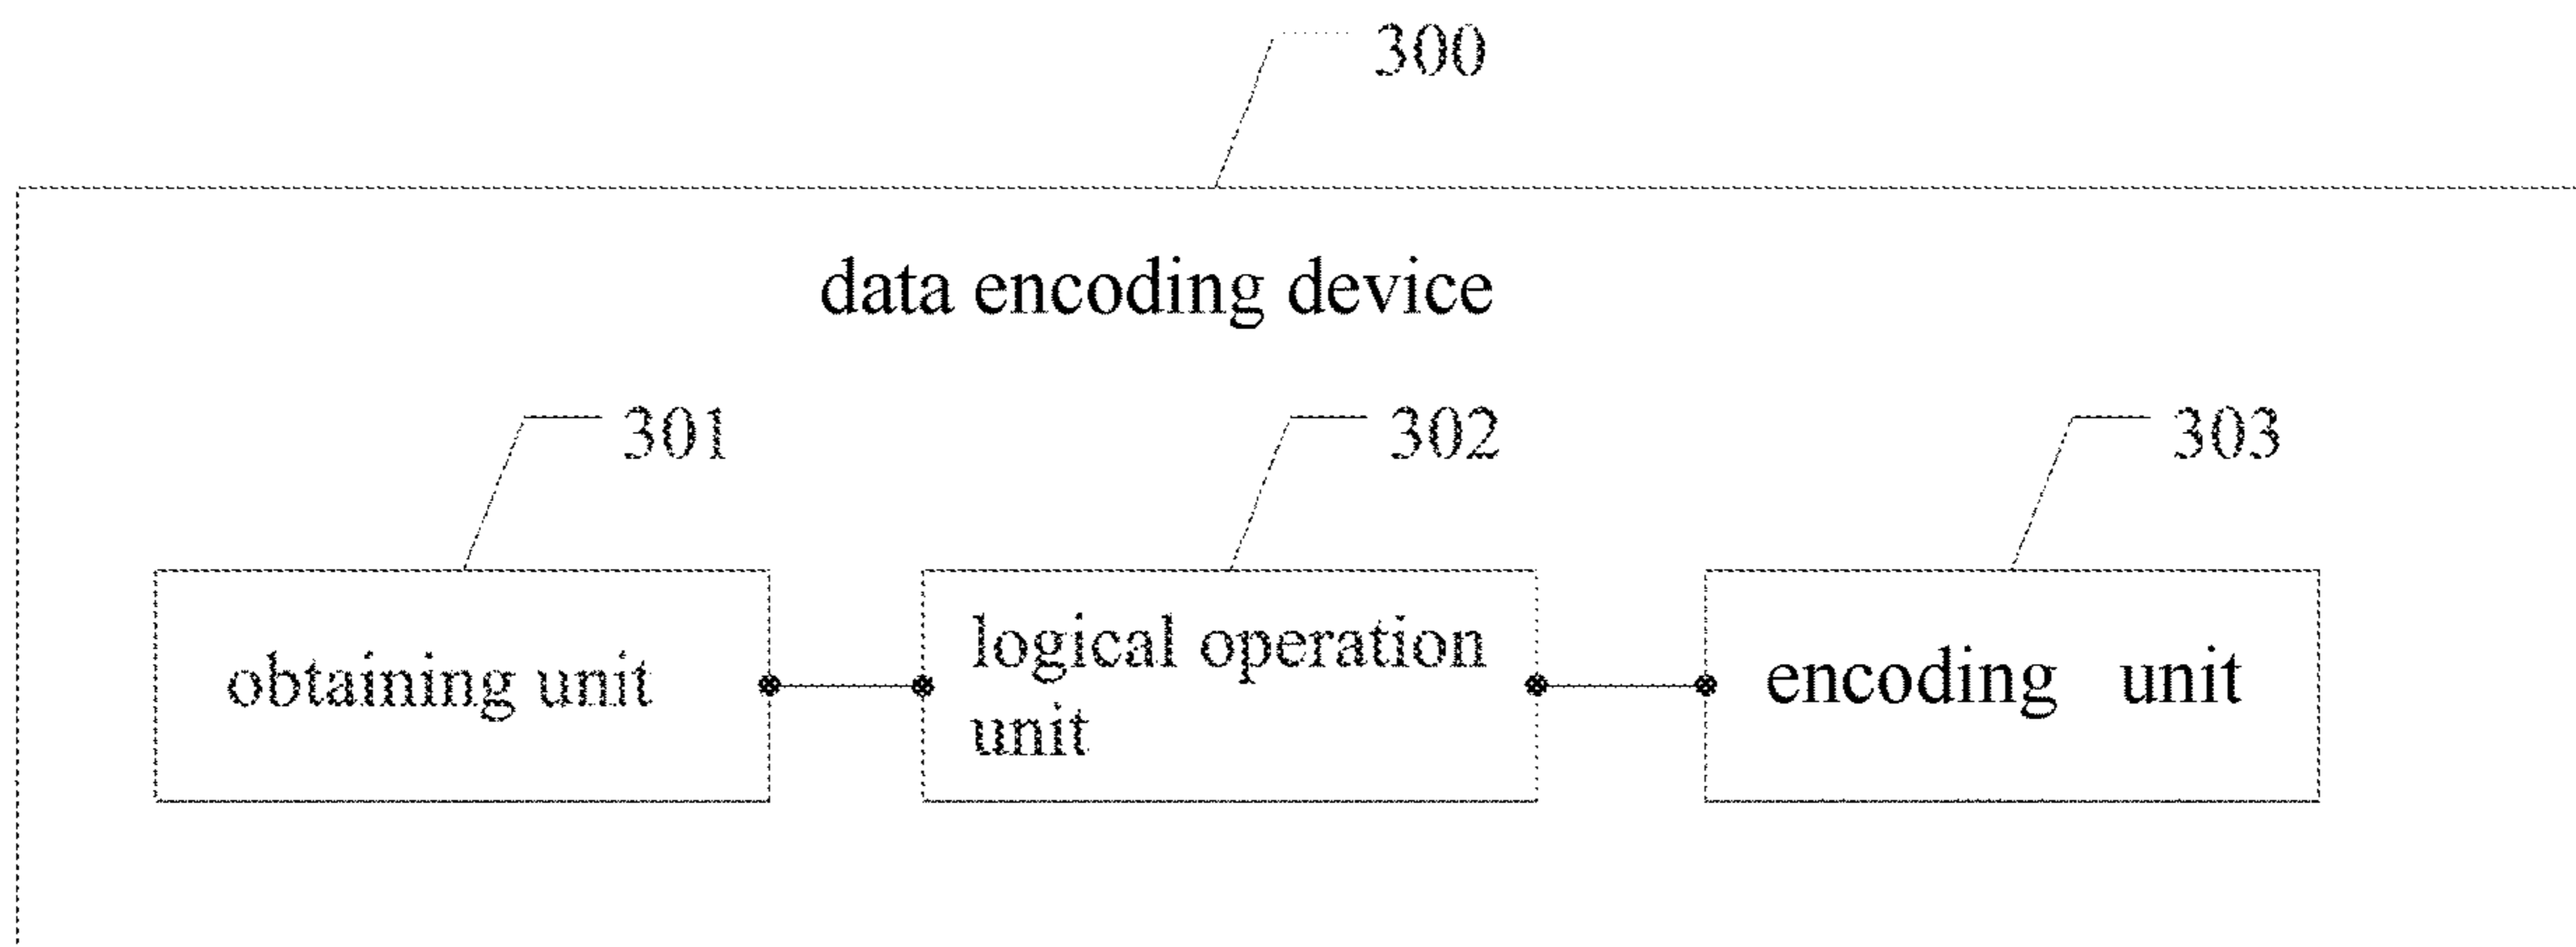 300
data encoding device
301
302
303
obtaining unit
logical operation
unit
encoding unit